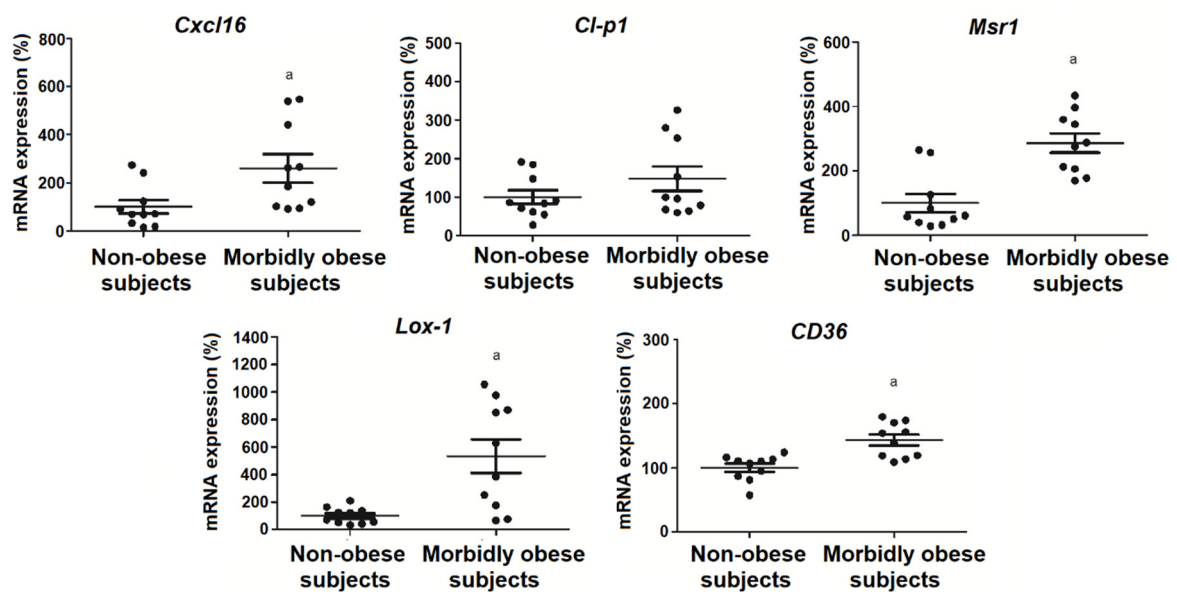 Cxcl16
mRNA expression (%)
800
600
400
200
0
a
Non-obese subjects
Morbidly obese subjects
Cl-p1
mRNA expression (%)
500
400
300
200
100
0
Non-obese subjects
Morbidly obese subjects
Msr1
mRNA expression (%)
600
400
200
0
a
Non-obese subjects
Morbidly obese subjects
Lox-1
mRNA expression (%)
1400
1200
1000
800
600
400
200
0
a
Non-obese subjects
Morbidly obese subjects
CD36
mRNA expression (%)
300
200
100
0
a
Non-obese subjects
Morbidly obese subjects